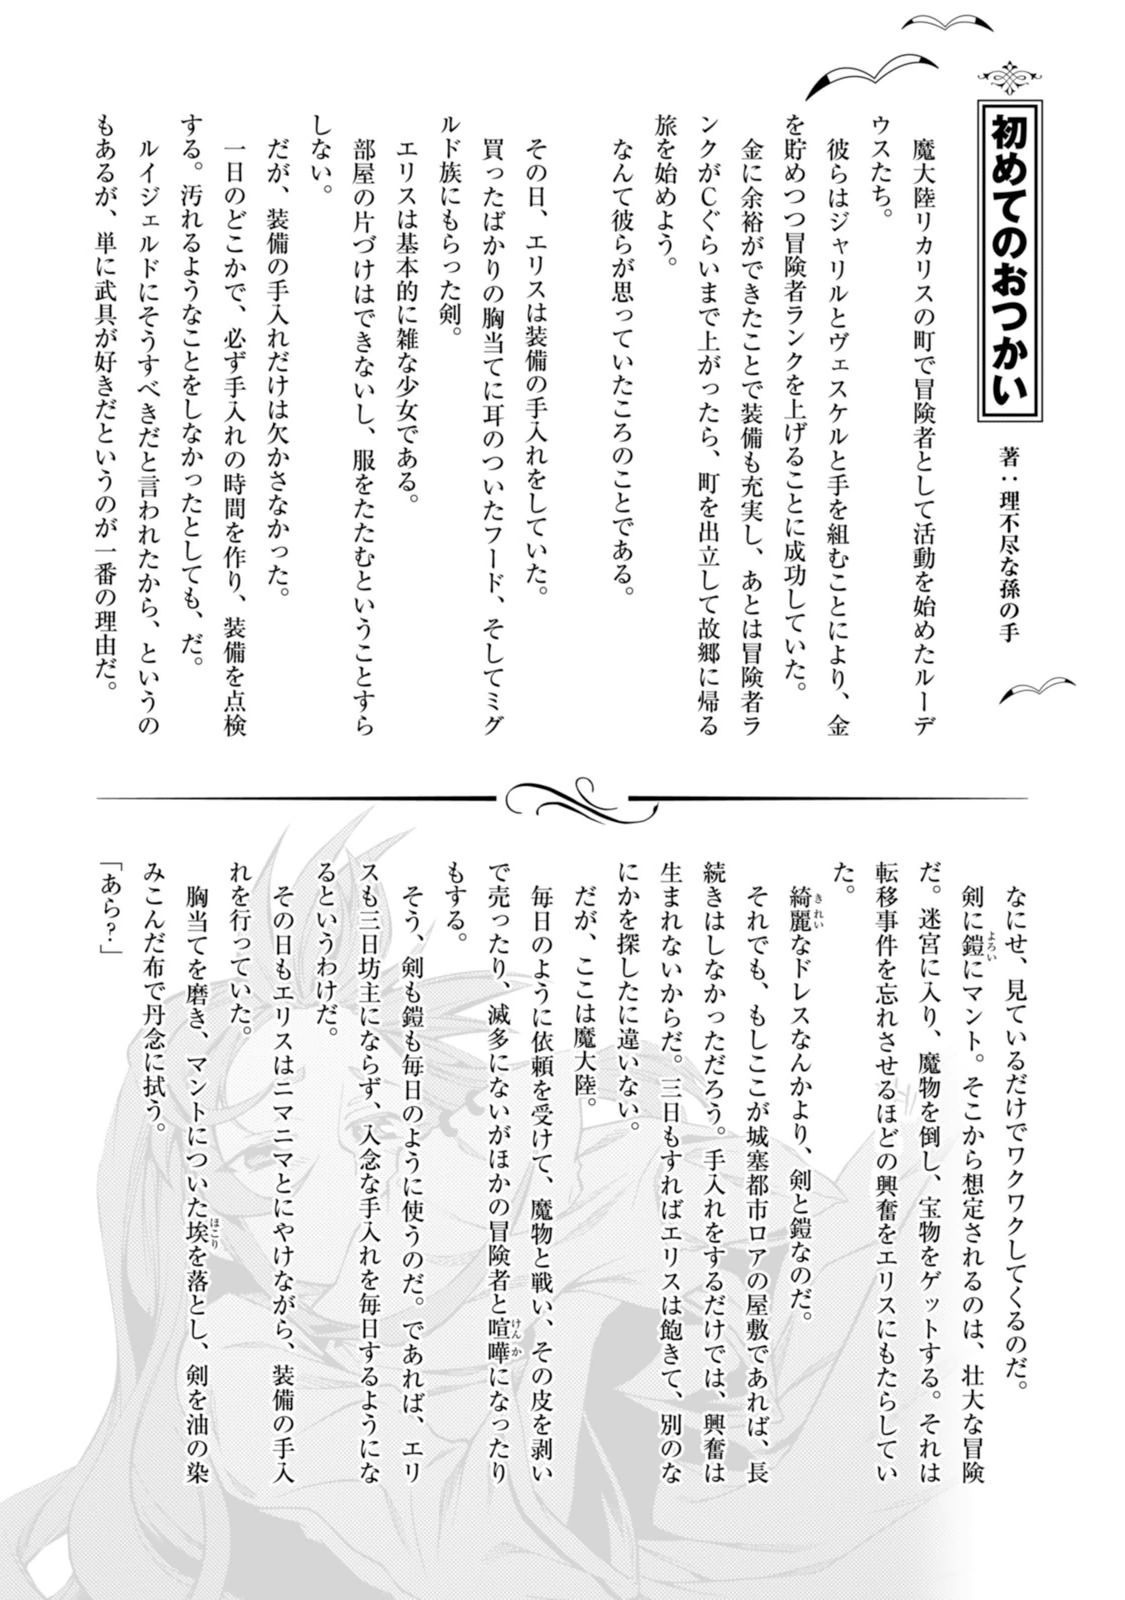 初めてのおつかい
著：理不尽な孫の手
　魔大陸リカリスの町で冒険者として活動を始めたルーデ
ウスたち。
　彼らはジャリルとヴェスケルと手を組むことにより、金
を貯めつつ冒険者ランクを上げることに成功していた。
　金に余裕ができたことで装備も充実し、あとは冒険者ラ
ンクがＣぐらいまで上がったら、町を出立して故郷に帰る
旅を始めよう。
　なんて彼らが思っていたころのことである。
　その日、エリスは装備の手入れをしていた。
　買ったばかりの胸当てに耳のついたフード、そしてミグ
ルド族にもらった剣。
　エリスは基本的に雑な少女である。
　部屋の片づけはできないし、服をたたむということすら
しない。
　だが、装備の手入れだけは欠かさなかった。
　一日のどこかで、必ず手入れの時間を作り、装備を点検
する。汚れるようなことをしなかったとしても、だ。
　ルイジェルドにそうすべきだと言われたから、というの
もあるが、単に武具が好きだというのが一番の理由だ。
　なにせ、見ているだけでワクワクしてくるのだ。
　剣に鎧にマント。そこから想定されるのは、壮大な冒険
だ。迷宮に入り、魔物を倒し、宝物をゲットする。それは
転移事件を忘れさせるほどの興奮をエリスにもたらしてい
た。
　綺麗なドレスなんかより、剣と鎧なのだ。
　それでも、もしここが城塞都市ロアの屋敷であれば、長
続きはしなかっただろう。手入れをするだけでは、興奮は
生まれないからだ。三日もすればエリスは飽きて、別のな
にかを探したに違いない。
　だが、ここは魔大陸。
　毎日のように依頼を受けて、魔物と戦い、その皮を剥い
で売ったり、滅多にないがほかの冒険者と喧嘩になったり
もする。
　そう、剣も鎧も毎日のように使うのだ。であれば、エリ
スも三日坊主にならず、入念な手入れを毎日するようにな
るというわけだ。
　その日もエリスはニマニマとにやけながら、装備の手入
れを行っていた。
　胸当てを磨き、マントについた埃を落とし、剣を油の染
みこんだ布で丹念に拭う。
「あら？」